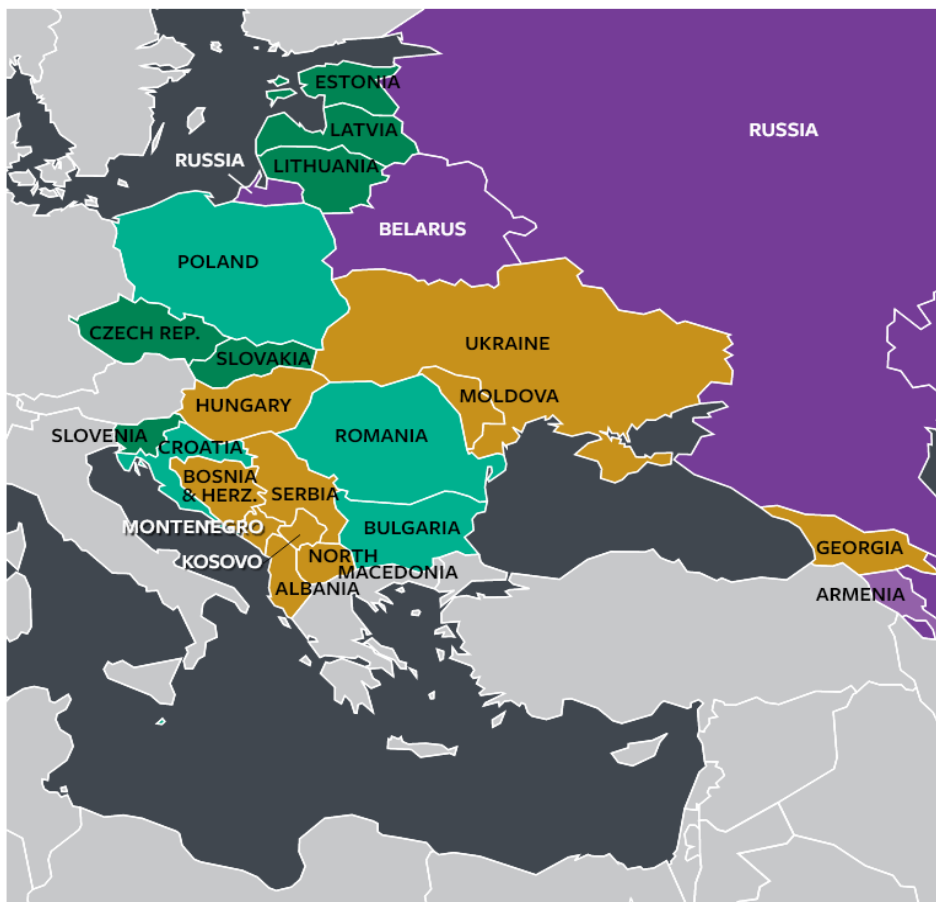 ESTONIA
LATVIA
RUSSIA
RUSSIA
LITHUANIA
BELARUS
POLAND
CZECH REP.
UKRAINE
SLOVAKIA
MOLDOVA
HUNGARY
SLOVENIA
ROMANIA
CROATIA
BOSNIA
& HERZ.
SERBIA
MONTENEGRO
BULGARIA
KOSOVO
NORTH
MACEDONIA
GEORGIA
ALBANIA
ARMENIA